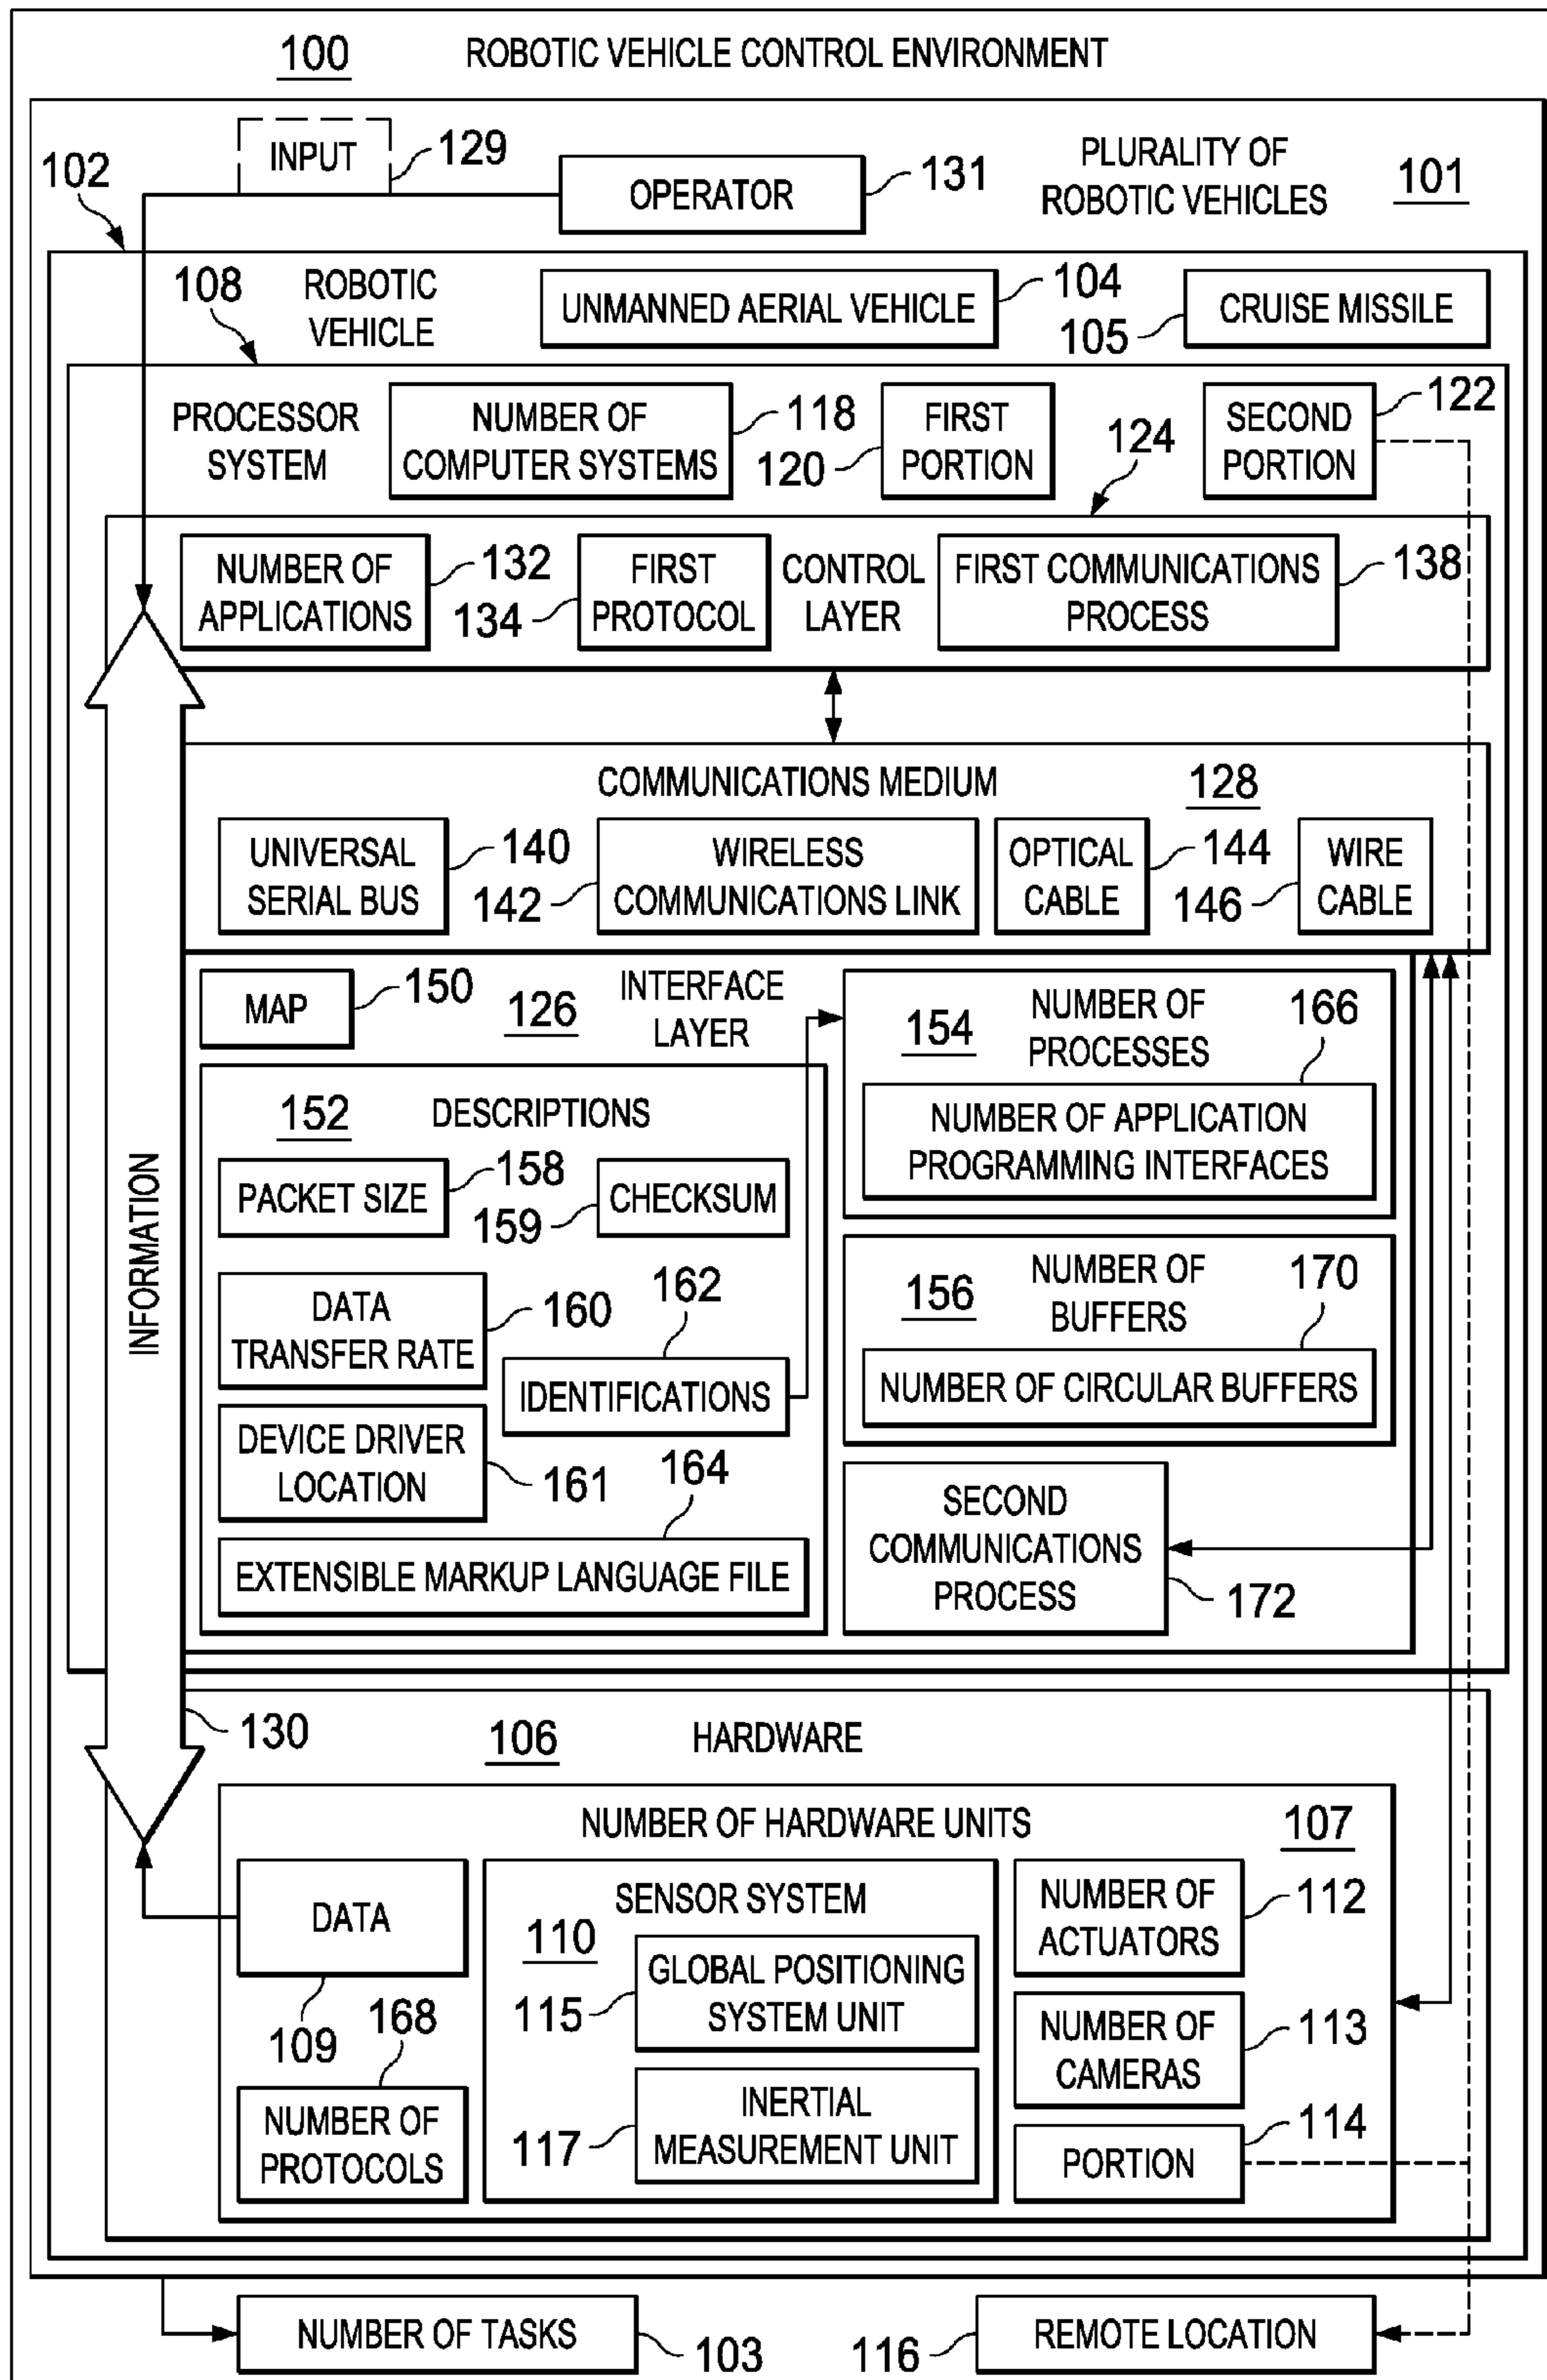 100 ROBOTIC VEHICLE CONTROL ENVIRONMENT
INPUT
129
OPERATOR
131
PLURALITY OF
ROBOTIC VEHICLES
101
102
108
ROBOTIC
VEHICLE
UNMANNED AERIAL VEHICLE
104
105
CRUISE MISSILE
PROCESSOR
SYSTEM
NUMBER OF
COMPUTER SYSTEMS
118
120
FIRST
PORTION
124
SECOND
PORTION
122
NUMBER OF
APPLICATIONS
132
134
FIRST
PROTOCOL
CONTROL
LAYER
FIRST COMMUNICATIONS
PROCESS
138
COMMUNICATIONS MEDIUM
128
UNIVERSAL
SERIAL BUS
140
142
WIRELESS
COMMUNICATIONS LINK
OPTICAL
CABLE
144
146
WIRE
CABLE
MAP
150
126
INTERFACE
LAYER
154
NUMBER OF
PROCESSES
166
NUMBER OF APPLICATION
PROGRAMMING INTERFACES
152
DESCRIPTIONS
PACKET SIZE
158
159
CHECKSUM
INFORMATION
DATA
TRANSFER RATE
160
162
IDENTIFICATIONS
156
NUMBER OF
BUFFERS
170
NUMBER OF CIRCULAR BUFFERS
DEVICE DRIVER
LOCATION
161
164
EXTENSIBLE MARKUP LANGUAGE FILE
SECOND
COMMUNICATIONS
PROCESS
172
130
106
HARDWARE
NUMBER OF HARDWARE UNITS
107
DATA
109
168
NUMBER OF
PROTOCOLS
SENSOR SYSTEM
110
115
GLOBAL POSITIONING
SYSTEM UNIT
117
INERTIAL
MEASUREMENT UNIT
NUMBER OF
ACTUATORS
112
NUMBER OF
CAMERAS
113
PORTION
114
NUMBER OF TASKS
103
116
REMOTE LOCATION